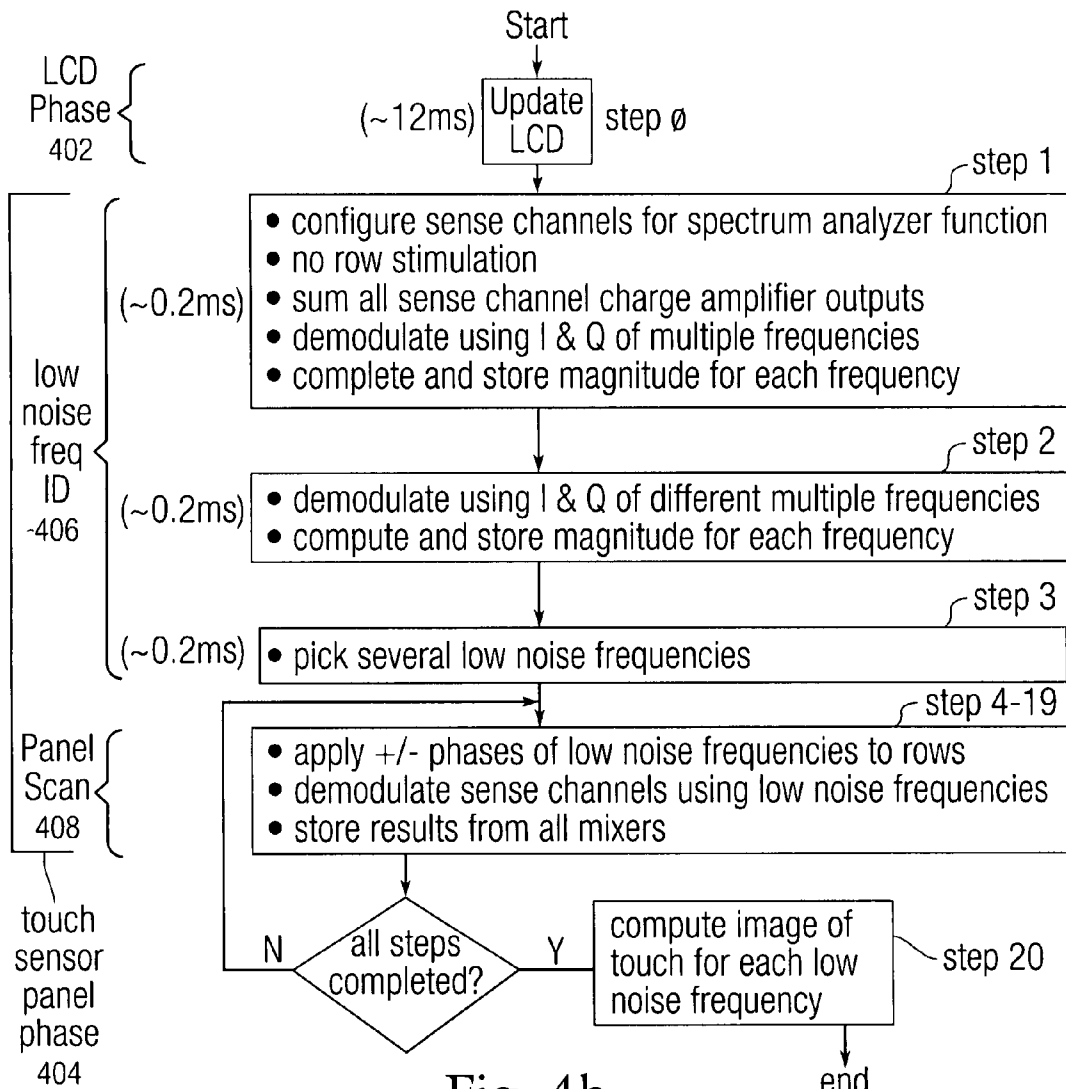 Start
LCD
Phase
402
(~12ms)
Update
LCD
step ø
step 1
• configure sense channels for spectrum analyzer function
• no row stimulation
• sum all sense channel charge amplifier outputs
• demodulate using I & Q of multiple frequencies
• complete and store magnitude for each frequency
(~0.2ms)
low
noise
freq
ID
-406
step 2
(~0.2ms)
• demodulate using I & Q of different multiple frequencies
• compute and store magnitude for each frequency
step 3
(~0.2ms)
• pick several low noise frequencies
step 4-19
Panel
Scan
408
• apply +/- phases of low noise frequencies to rows
• demodulate sense channels using low noise frequencies
• store results from all mixers
touch
sensor
panel
phase
404
N
all steps
completed?
Y
compute image of
touch for each low
noise frequency
step 20
end
Fig. 4b